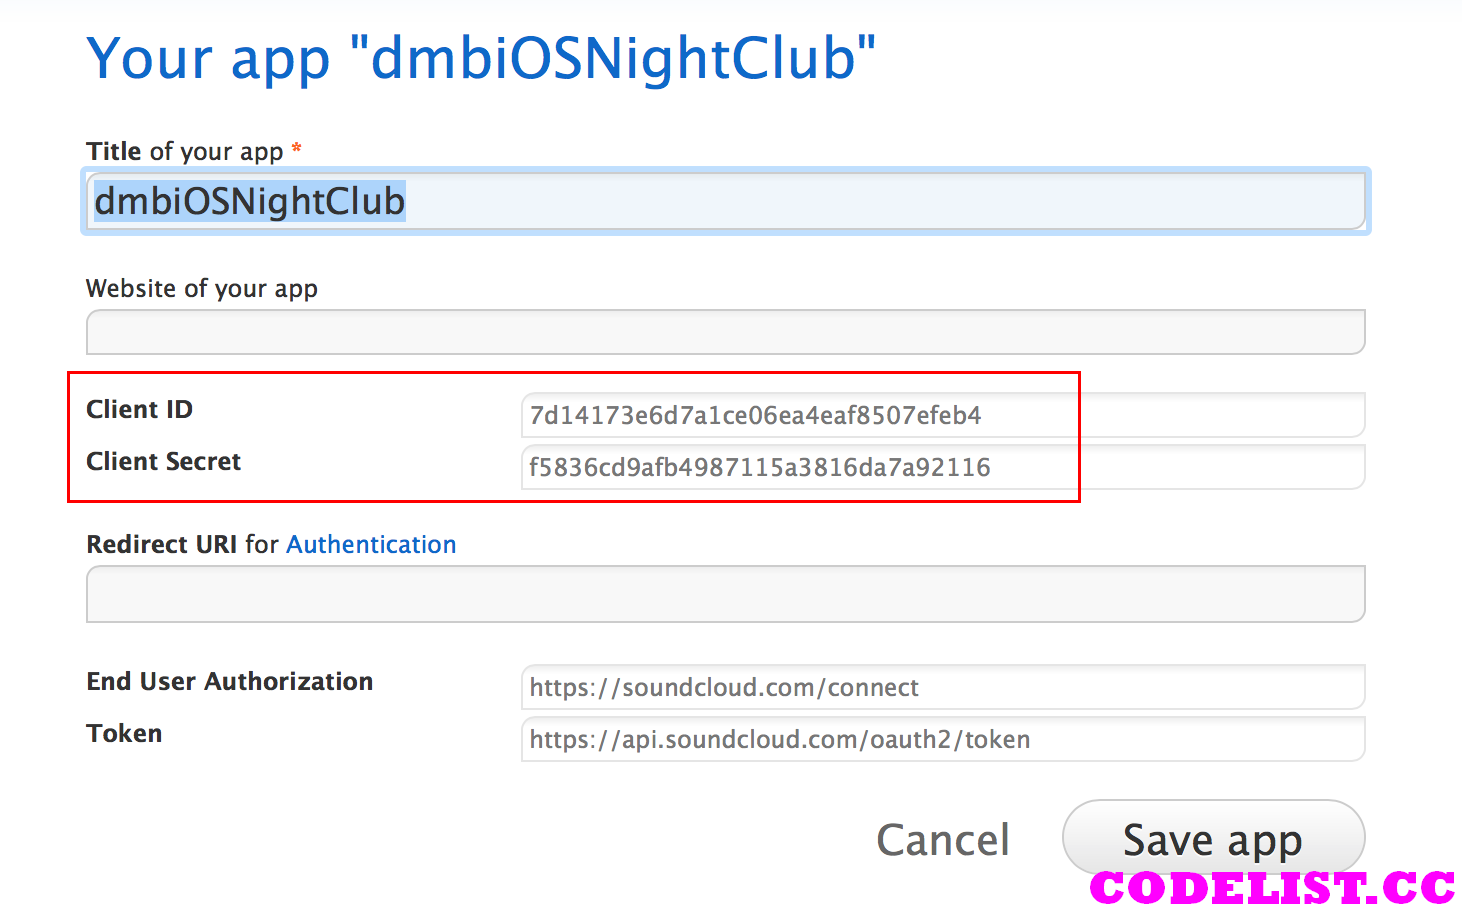 Your app "dmbiOSNightClub"
Title of your app *
dmbiOSNightClub
Website of your app
Client ID 7d14173e6d7a1ce06ea4eaf8507efeb4
Client Secret f5836cd9afb4987115a3816da7a92116
Redirect URI for Authentication
End User Authorization https://soundcloud.com/connect
Token https://api.soundcloud.com/oauth2/token
Cancel Save app
CODELIST.CC